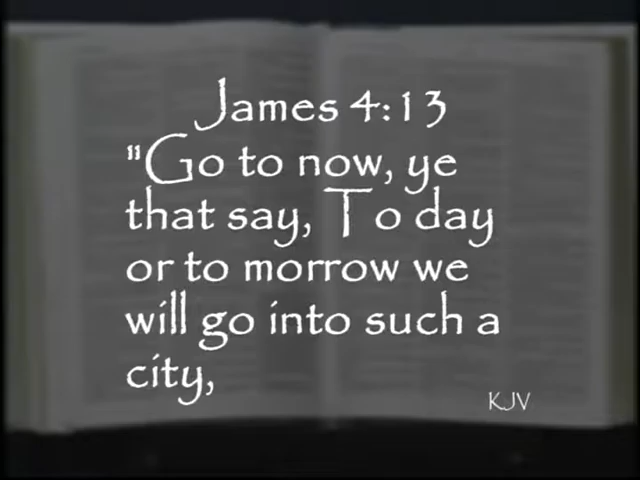 James 4:13
"Go to now, ye
that say, To day
or to morrow we
will go into such a
city,
KJV